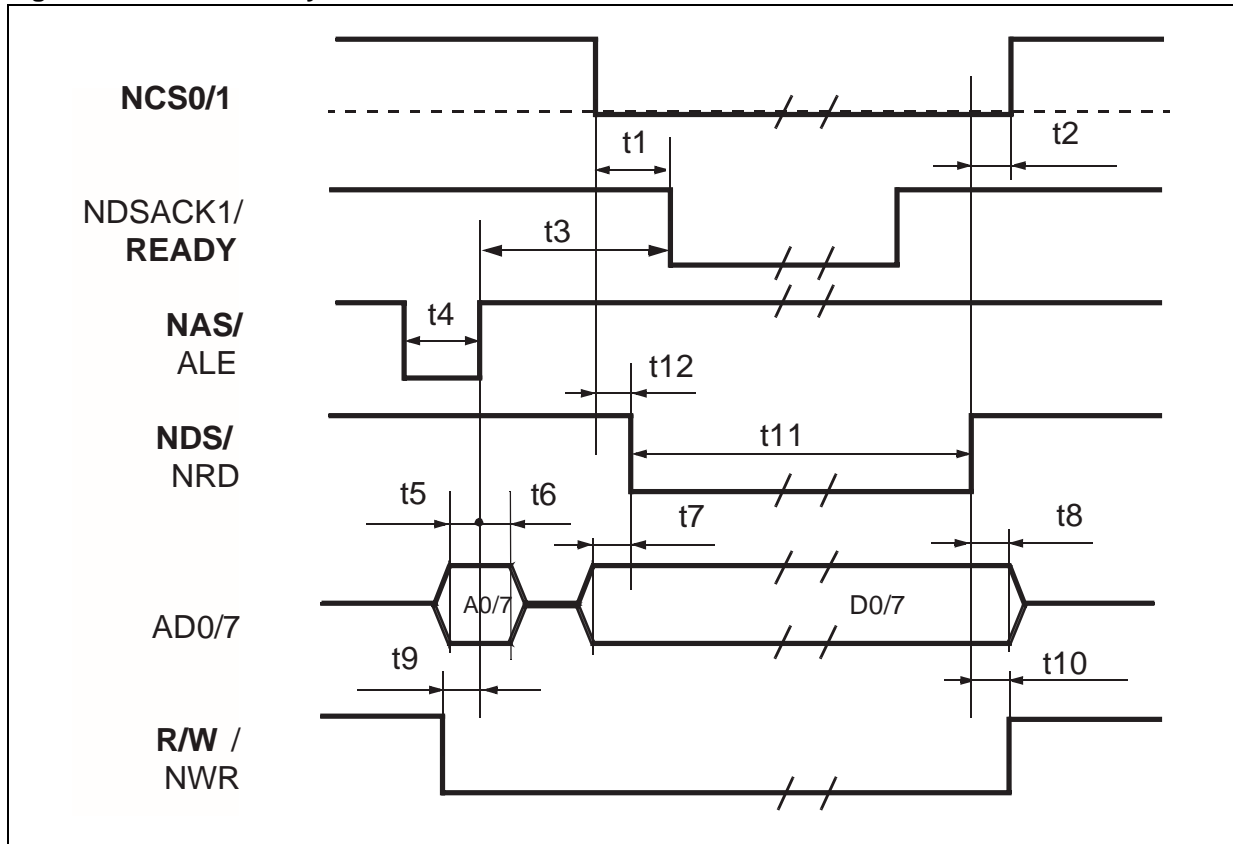 NCS0/1
t1
t2
NDSACK1/
READY
t3
NAS/
ALE
t4
t12
NDS/
NRD
t11
t5
t6
t7
t8
AD0/7
A0/7
D0/7
t9
t10
R/W /
NWR